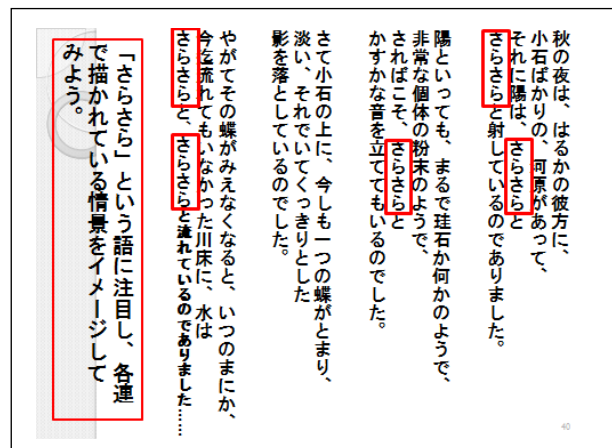 秋の夜は、はるかの彼方に、
小石ばかりの、河原があって、
それに陽は、さらさらと
さらさらと射しているのでありました。
陽といっても、まるで珪石か何かのようで、
非常な個体の粉末のようで、
さればこそ、さらさらと
かすかな音を立ててもいるのでした。
さて小石の上に、今しも一つの蝶がとまり、
淡い、それでいてくっきりとした
影を落としているのでした。
やがてその蝶がみえなくなると、いつのまにか、
今迄流れてもいなかった川床に、水は
さらさらと、さらさらと流れているのでありました……
「さらさら」という語に注目し、各連
で描かれている情景をイメージして
みよう。
40